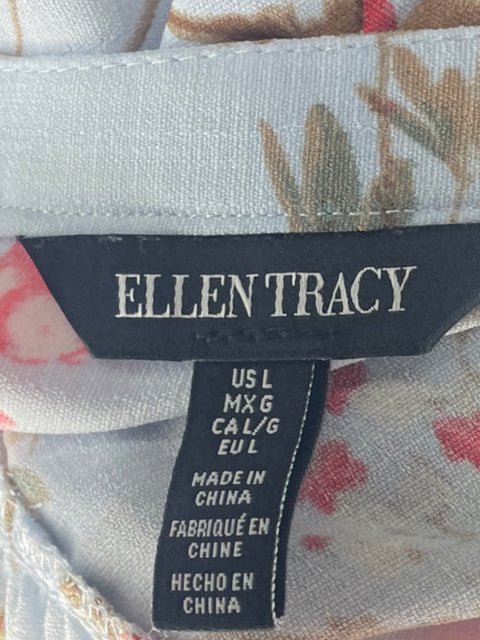 ELLEN TRACY
US L
MX G
CA L/G
EU L
MADE IN
CHINA
FABRIQUÉ EN
CHINE
HECHO EN
CHINA